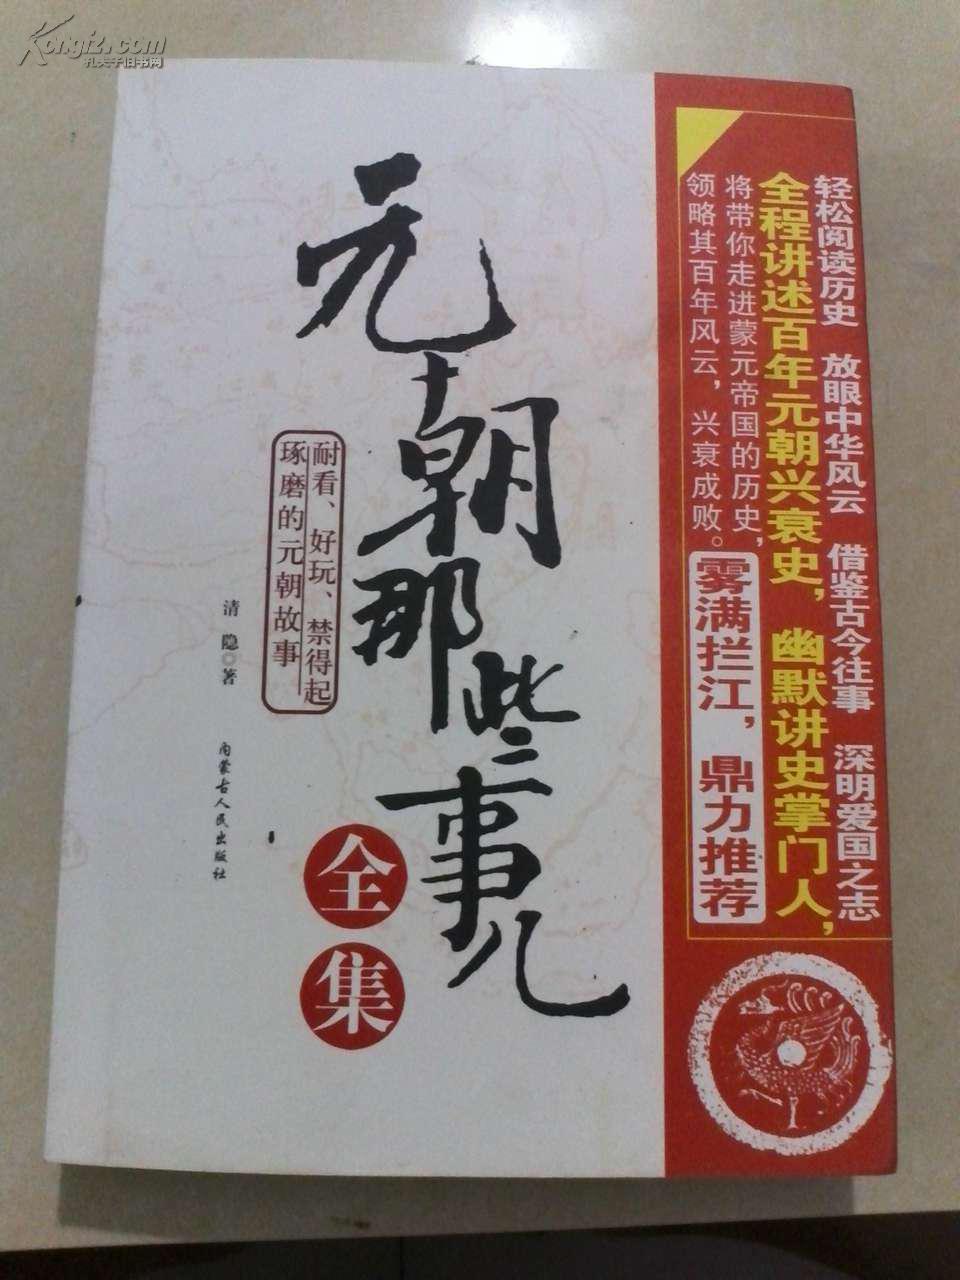 Kongfz.com
孔夫子旧书网
轻松阅读历史 放眼中华风云 借鉴古今往事 深明爱国之志
全程讲述百年元朝兴衰史，幽默讲史掌门人，
将带你走进蒙元帝国的历史，
领略其百年风云，兴衰成败。
雾满拦江，鼎力推荐
元朝那些事儿
全集
耐看、好玩、禁得起
琢磨的元朝故事
清隐◎著
内蒙古人民出版社